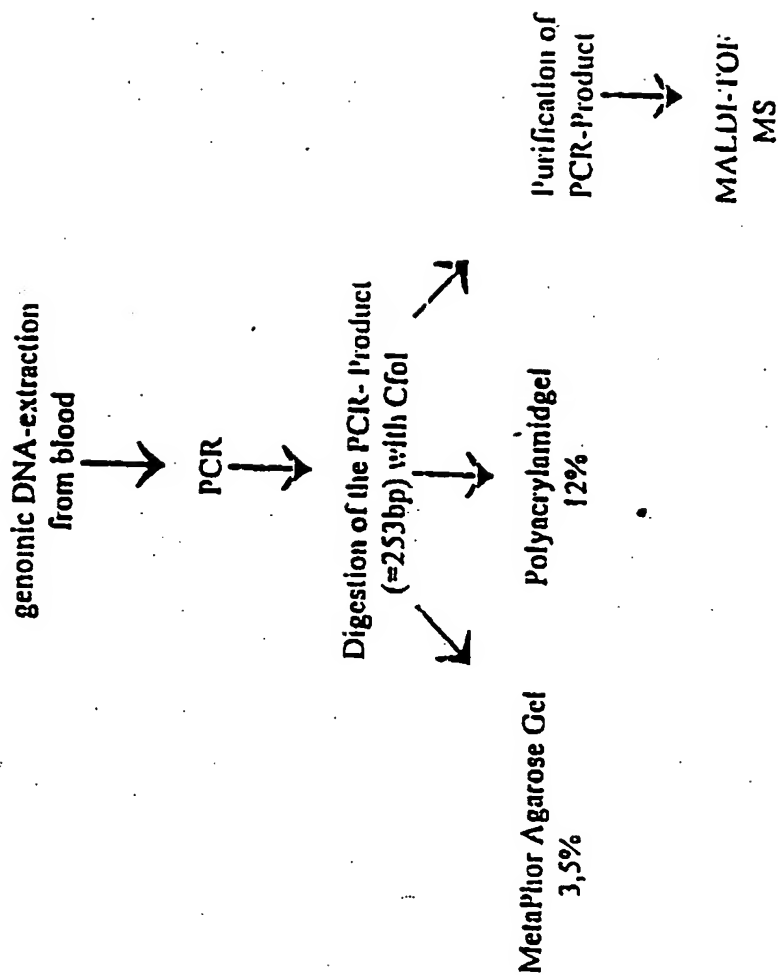 genomic DNA-extraction
from blood
PCR
Digestion of the PCR- Product
(=253bp) with CfoI
MetaPhor Agarose Gel
3,5%
Polyacrylamidgel
12%
Purification of
PCR-Product
MALDI-TOF
MS